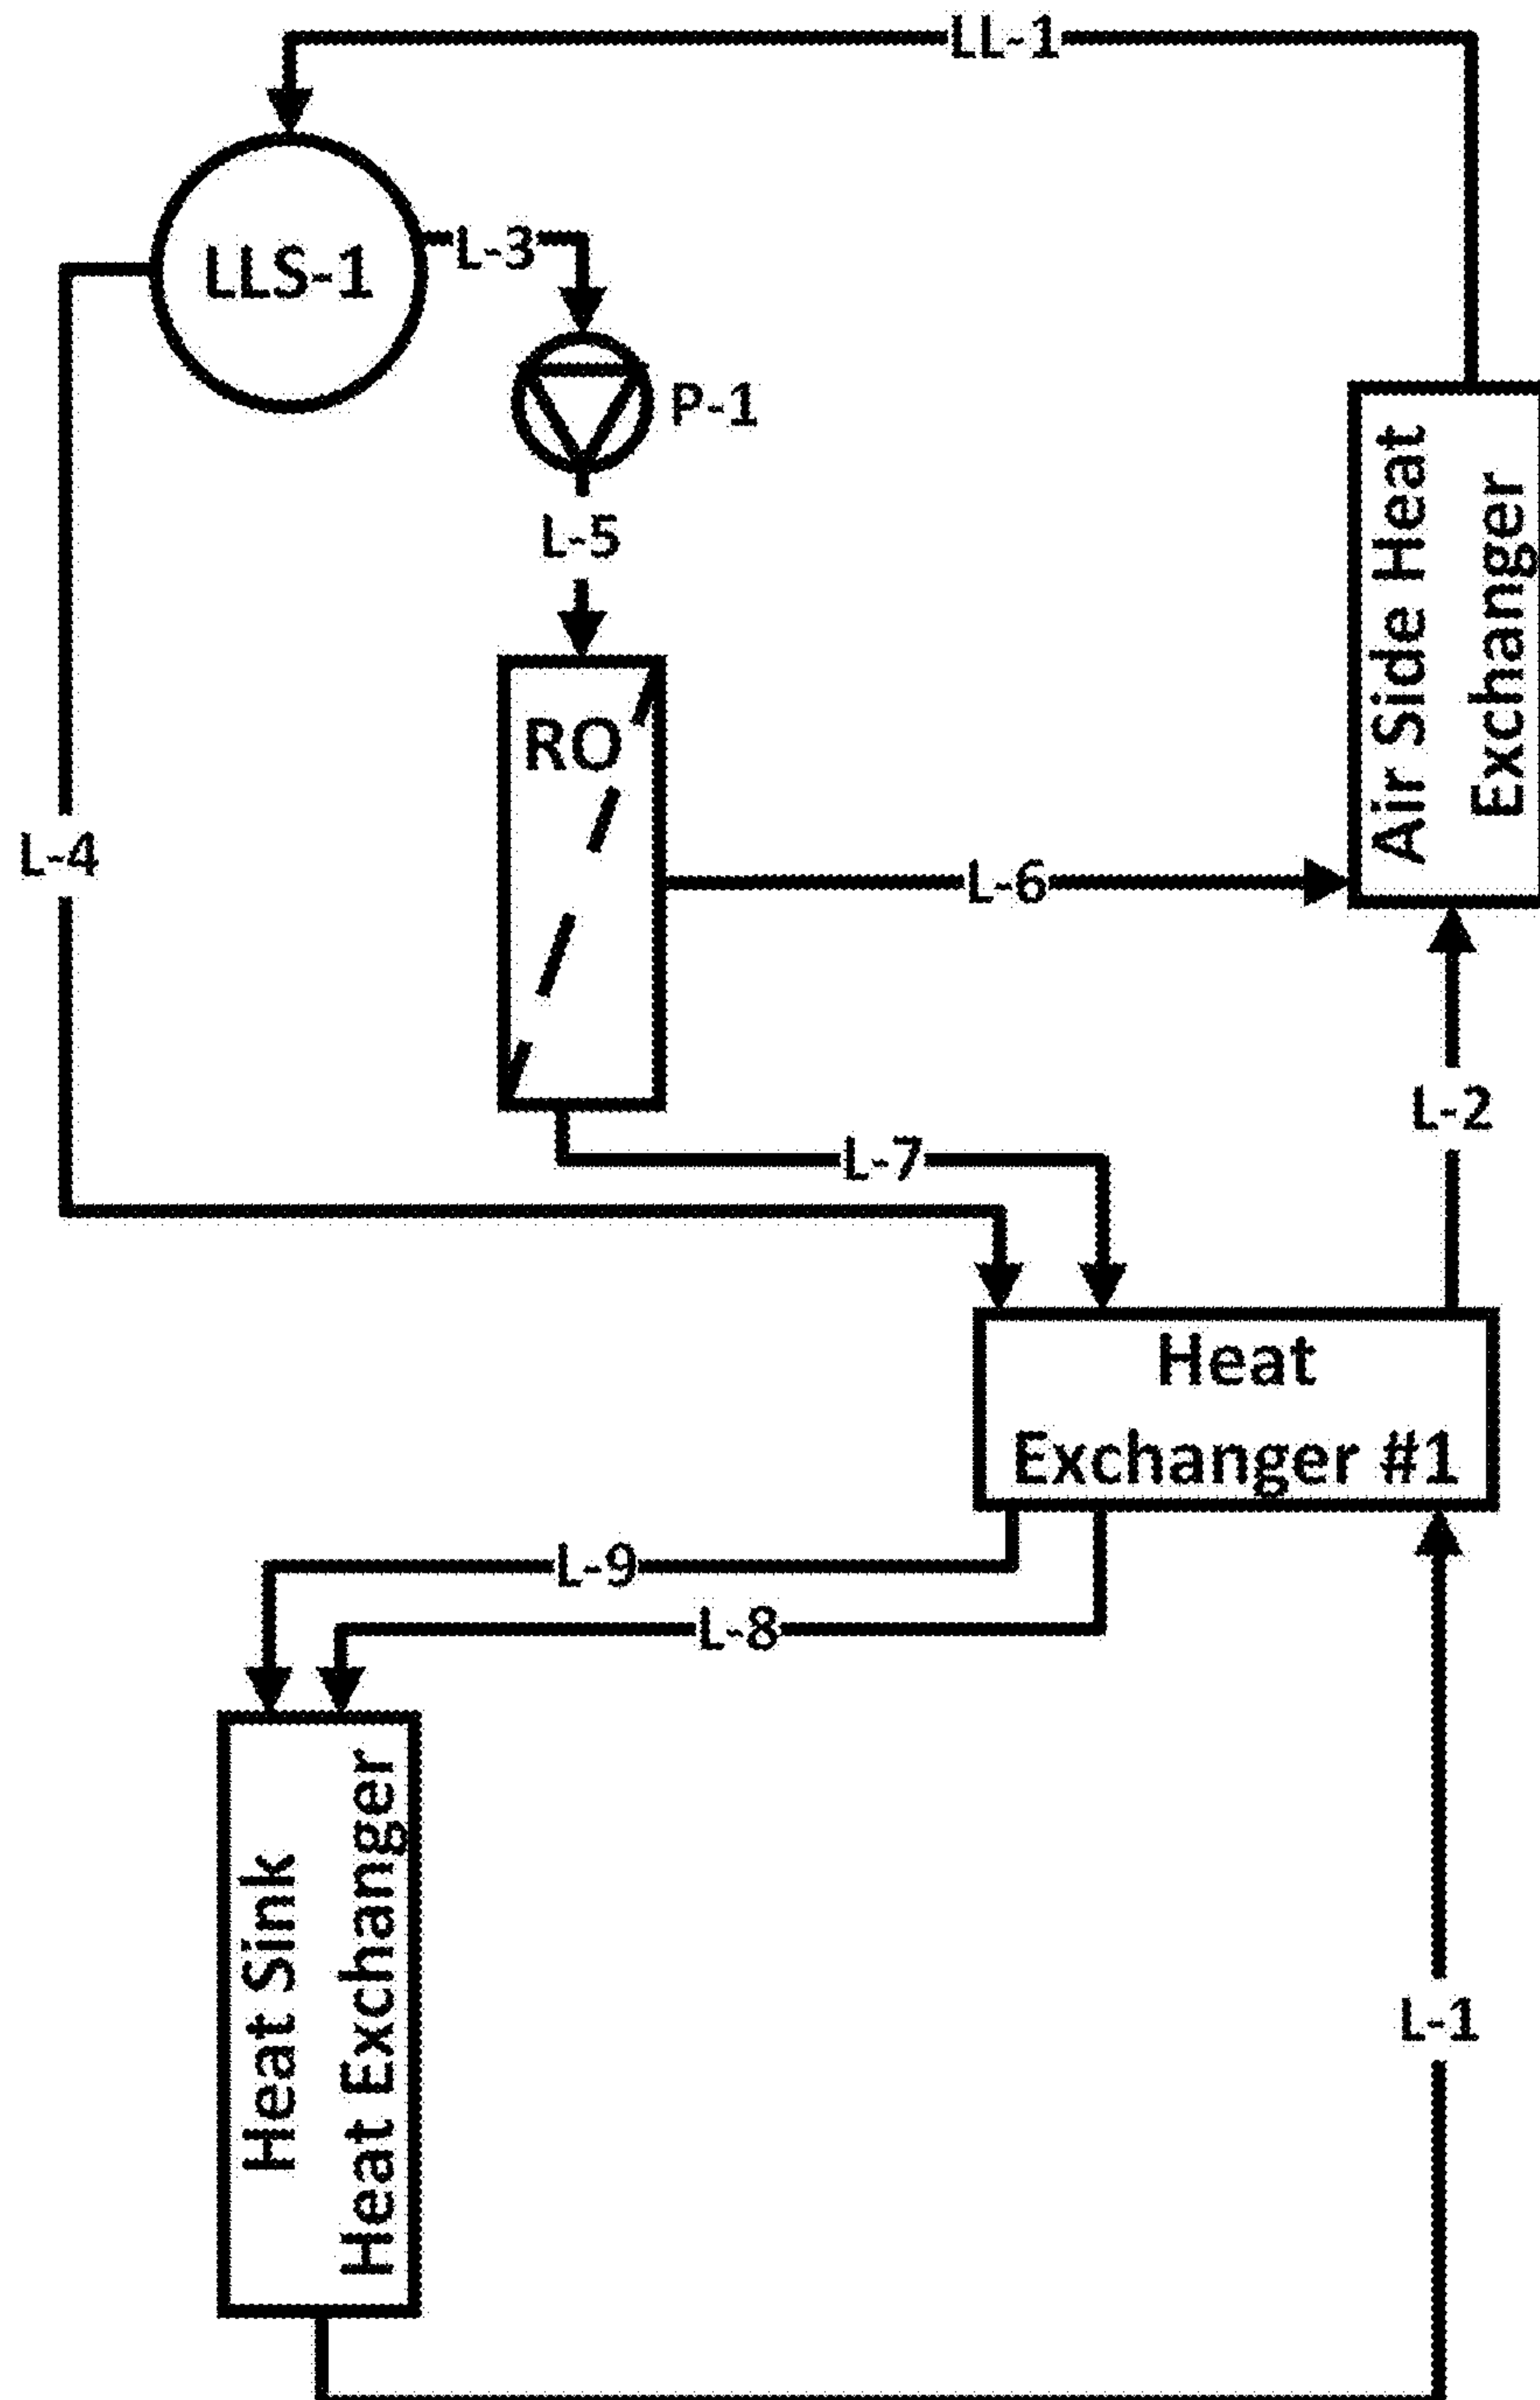 LL-1
LLS-1
L-3
P-1
L-5
RO
Air Side Heat
Exchanger
L-4
L-6
L-2
L-7
Heat
Exchanger #1
L-9
L-8
Heat Sink
Heat Exchanger
L-1